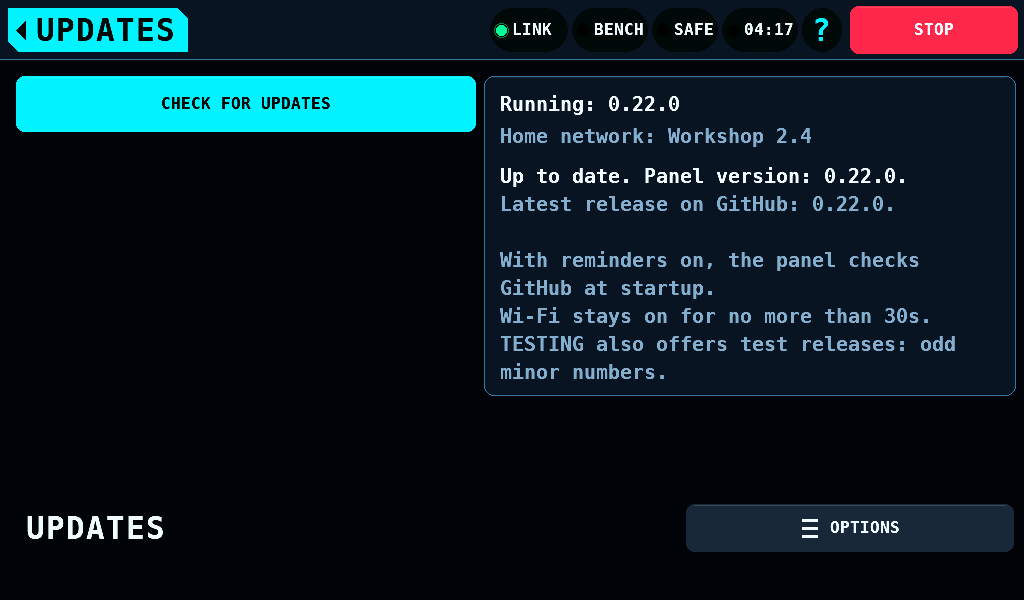 UPDATES
LINK
BENCH
SAFE
04:17
?
STOP
CHECK FOR UPDATES
Running: 0.22.0
Home network: Workshop 2.4
Up to date. Panel version: 0.22.0.
Latest release on GitHub: 0.22.0.
With reminders on, the panel checks
GitHub at startup.
Wi-Fi stays on for no more than 30s.
TESTING also offers test releases: odd
minor numbers.
UPDATES
OPTIONS